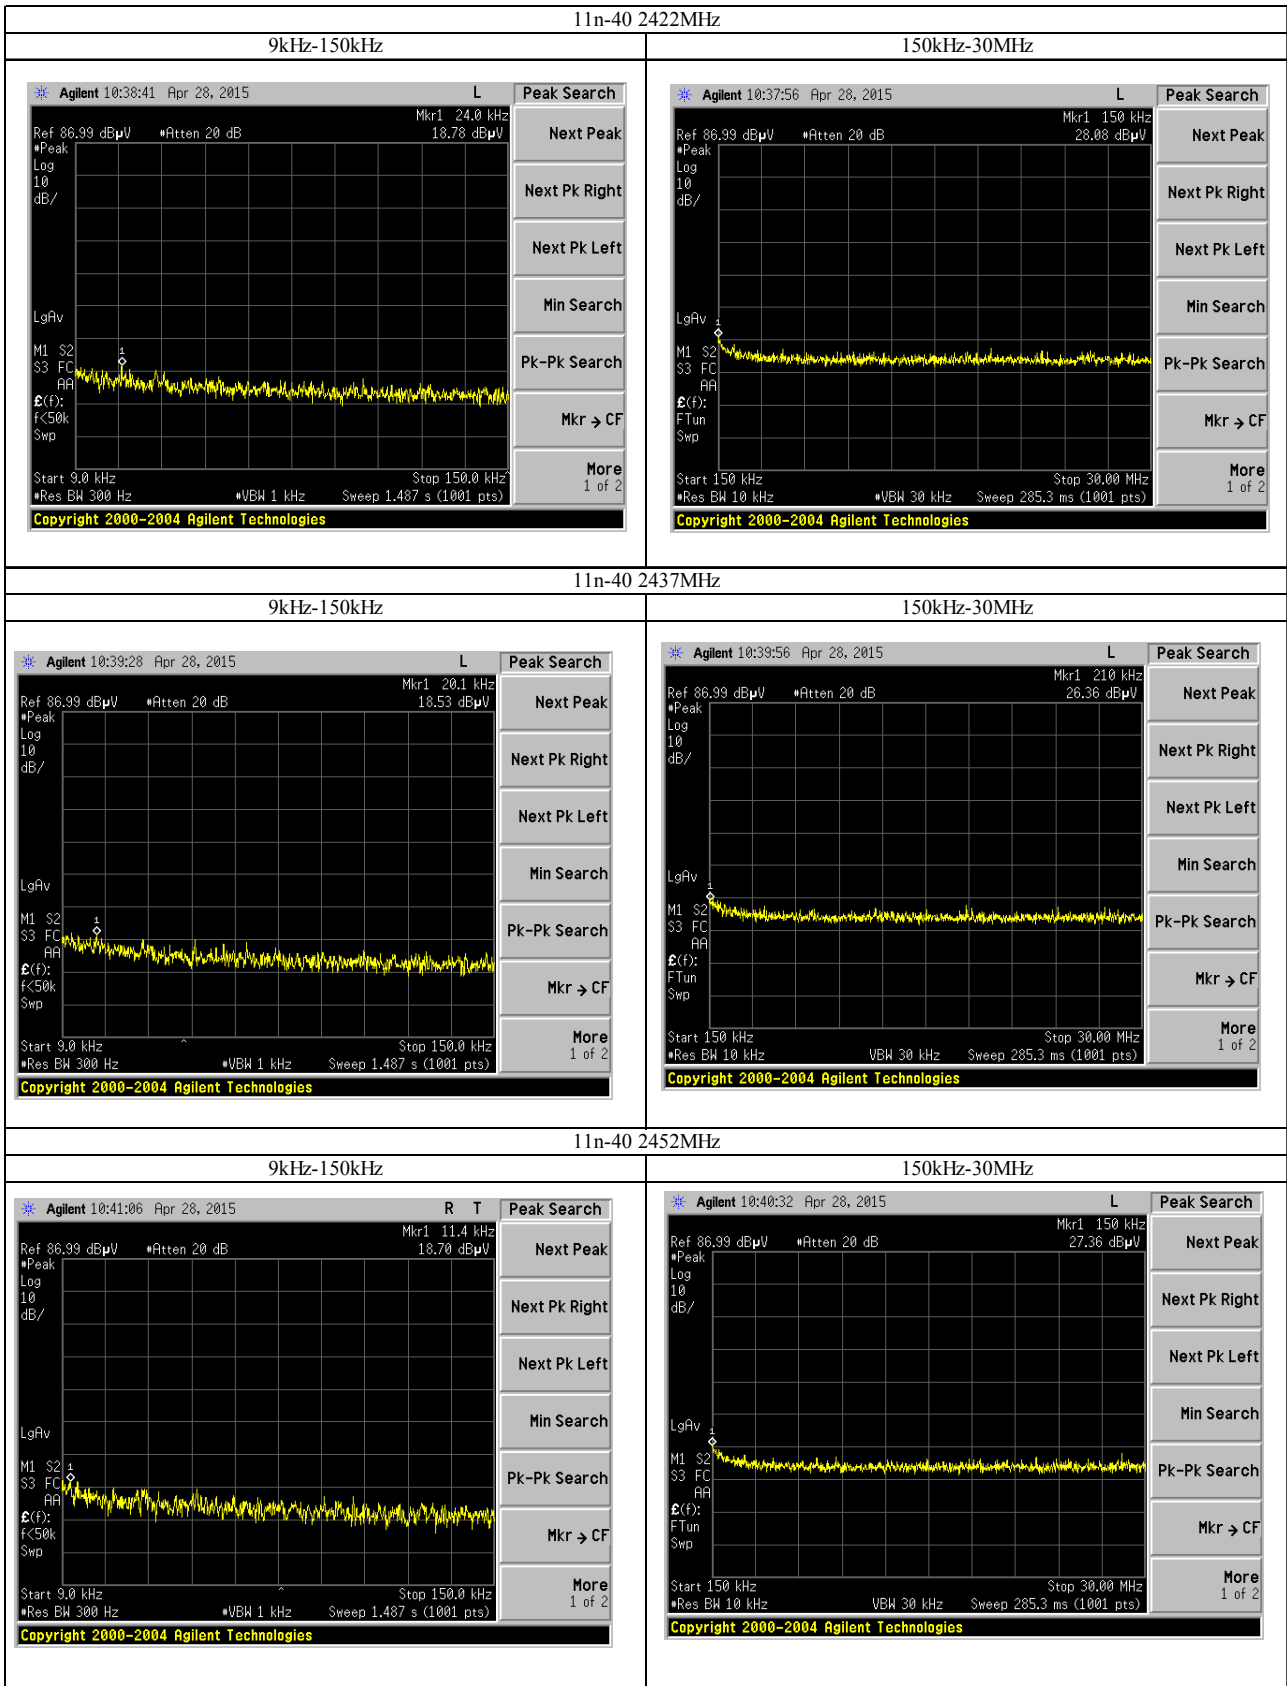 11n-40 2422MHz
9kHz-150kHz 150kHz-30MHz
Agilent 10:38:41 Apr 28, 2015 L Peak Search
Mkr1 24.0 kHz
Ref 86.99 dBµV #Atten 20 dB 18.78 dBµV Next Peak
#Peak
Log
10
dB/
Next Pk Right
Next Pk Left
Min Search
LgAv
1
M1 S2
S3 FC
AA
Pk-Pk Search
£(f):
f<50k
Swp
Mkr → CF
Start 9.0 kHz Stop 150.0 kHz^
#Res BW 300 Hz #VBW 1 kHz Sweep 1.487 s (1001 pts)
More
1 of 2
Copyright 2000-2004 Agilent Technologies
Agilent 10:37:56 Apr 28, 2015 L Peak Search
Mkr1 150 kHz
Ref 86.99 dBµV #Atten 20 dB 28.08 dBµV Next Peak
#Peak
Log
10
dB/
Next Pk Right
Next Pk Left
Min Search
LgAv
1
M1 S2
S3 FC
AA
Pk-Pk Search
£(f):
FTun
Swp
Mkr → CF
Start 150 kHz Stop 30.00 MHz
#Res BW 10 kHz #VBW 30 kHz Sweep 285.3 ms (1001 pts)
More
1 of 2
Copyright 2000-2004 Agilent Technologies
11n-40 2437MHz
9kHz-150kHz 150kHz-30MHz
Agilent 10:39:28 Apr 28, 2015 L Peak Search
Mkr1 20.1 kHz
Ref 86.99 dBµV #Atten 20 dB 18.53 dBµV Next Peak
#Peak
Log
10
dB/
Next Pk Right
Next Pk Left
Min Search
LgAv
1
M1 S2
S3 FC
AA
Pk-Pk Search
£(f):
f<50k
Swp
Mkr → CF
Start 9.0 kHz ^ Stop 150.0 kHz
#Res BW 300 Hz #VBW 1 kHz Sweep 1.487 s (1001 pts)
More
1 of 2
Copyright 2000-2004 Agilent Technologies
Agilent 10:39:56 Apr 28, 2015 L Peak Search
Mkr1 210 kHz
Ref 86.99 dBµV #Atten 20 dB 26.36 dBµV Next Peak
#Peak
Log
10
dB/
Next Pk Right
Next Pk Left
Min Search
LgAv
1
M1 S2
S3 FC
AA
Pk-Pk Search
£(f):
FTun
Swp
Mkr → CF
Start 150 kHz Stop 30.00 MHz
#Res BW 10 kHz VBW 30 kHz Sweep 285.3 ms (1001 pts)
More
1 of 2
Copyright 2000-2004 Agilent Technologies
11n-40 2452MHz
9kHz-150kHz 150kHz-30MHz
Agilent 10:41:06 Apr 28, 2015 R T Peak Search
Mkr1 11.4 kHz
Ref 86.99 dBµV #Atten 20 dB 18.70 dBµV Next Peak
#Peak
Log
10
dB/
Next Pk Right
Next Pk Left
Min Search
LgAv
1
M1 S2
S3 FC
AA
Pk-Pk Search
£(f):
f<50k
Swp
Mkr → CF
Start 9.0 kHz ^ Stop 150.0 kHz
#Res BW 300 Hz #VBW 1 kHz Sweep 1.487 s (1001 pts)
More
1 of 2
Copyright 2000-2004 Agilent Technologies
Agilent 10:40:32 Apr 28, 2015 L Peak Search
Mkr1 150 kHz
Ref 86.99 dBµV #Atten 20 dB 27.36 dBµV Next Peak
#Peak
Log
10
dB/
Next Pk Right
Next Pk Left
Min Search
LgAv
1
M1 S2
S3 FC
AA
Pk-Pk Search
£(f):
FTun
Swp
Mkr → CF
Start 150 kHz Stop 30.00 MHz
#Res BW 10 kHz VBW 30 kHz Sweep 285.3 ms (1001 pts)
More
1 of 2
Copyright 2000-2004 Agilent Technologies